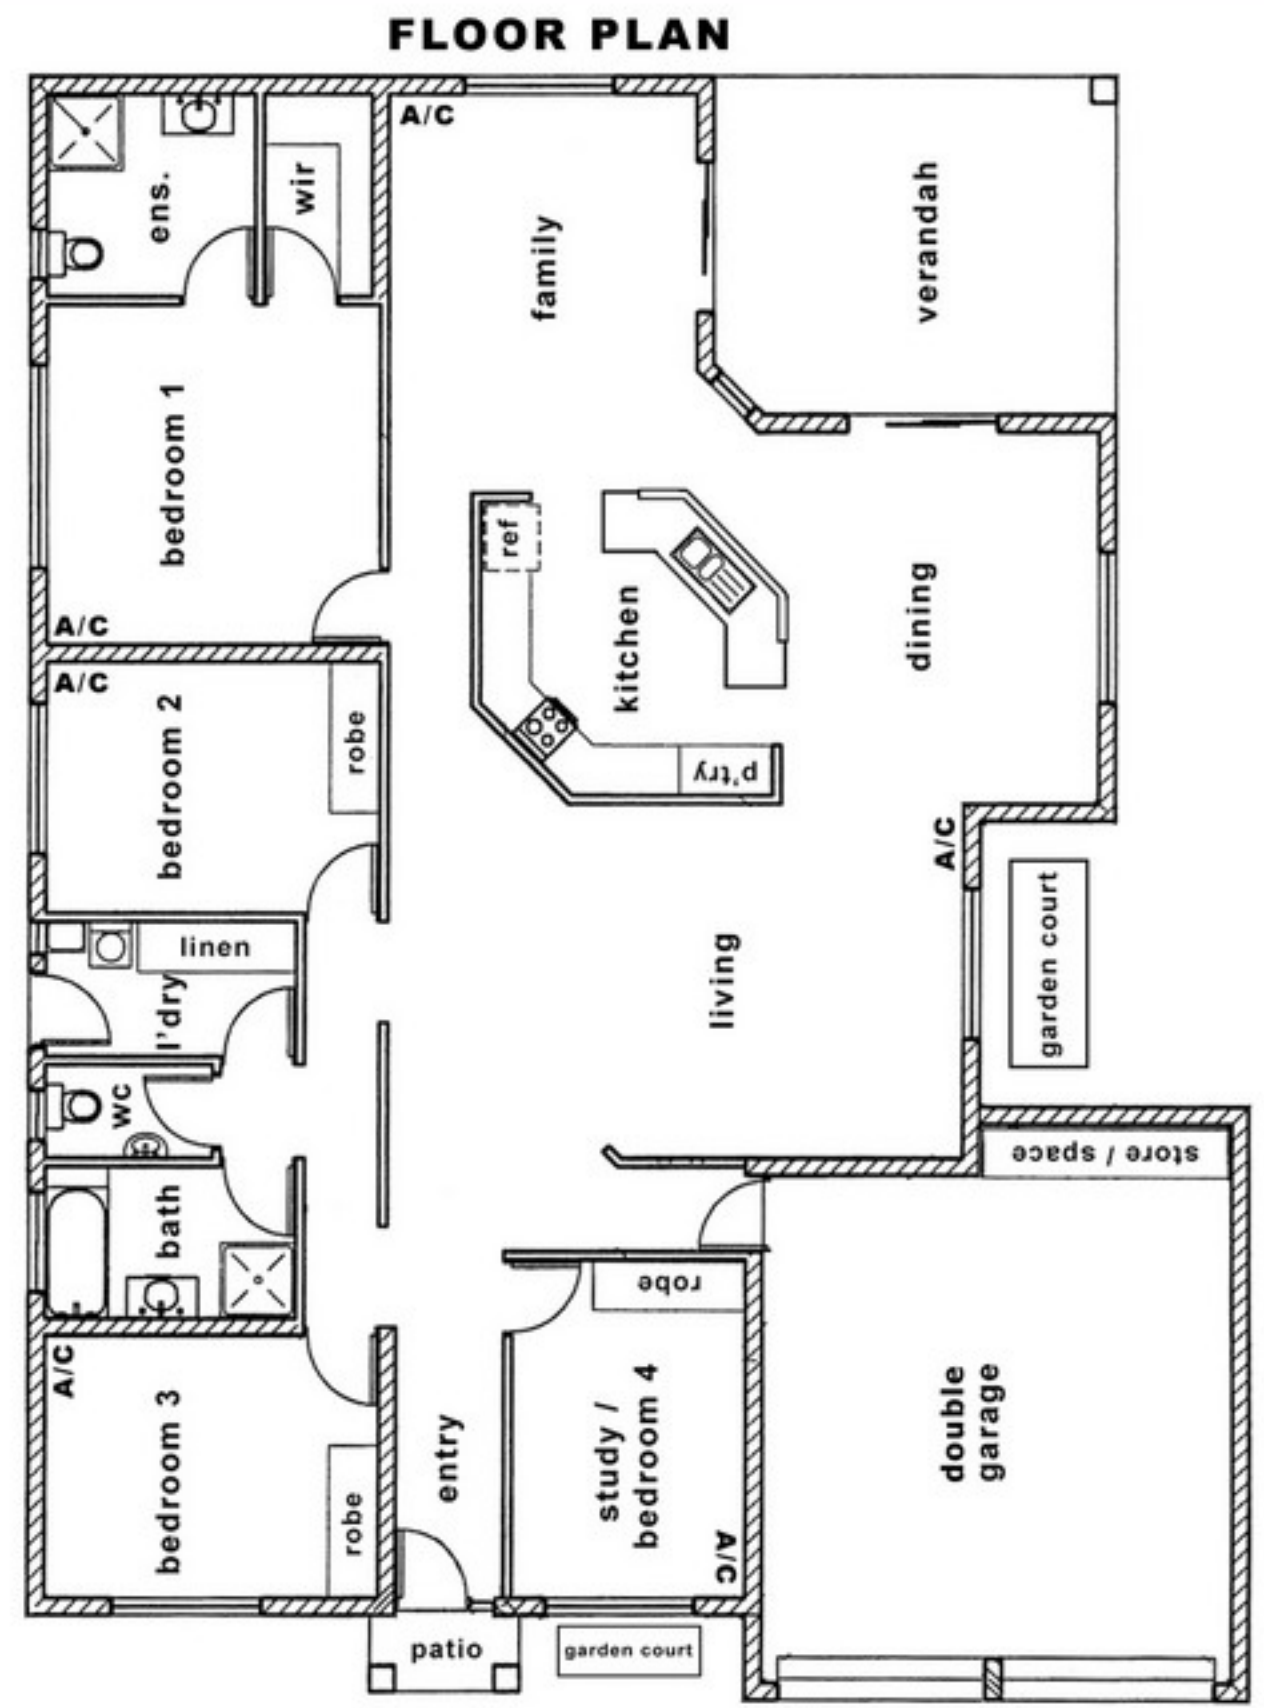 FLOOR PLAN
A/C
ens.
wir
family
verandah
bedroom 1
A/C
ref
kitchen
dining
A/C
bedroom 2
robe
p'try
A/C
linen
l'dry
living
garden court
wc
store / space
bath
robe
A/C
bedroom 3
robe
entry
study /
bedroom 4
A/C
double
garage
patio
garden court